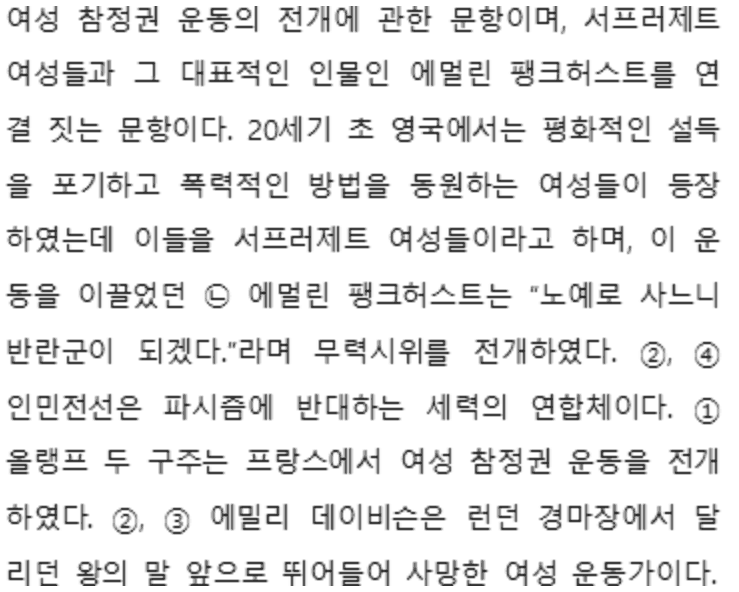 여성 참정권 운동의 전개에 관한 문항이며, 서프러제트
여성들과 그 대표적인 인물인 에멀린 팽크허스트를 연
결 짓는 문항이다. 20세기 초 영국에서는 평화적인 설득
을 포기하고 폭력적인 방법을 동원하는 여성들이 등장
하였는데 이들을 서프러제트 여성들이라고 하며, 이 운
동을 이끌었던 ㉡ 에멀린 팽크허스트는 "노예로 사느니
반란군이 되겠다."라며 무력시위를 전개하였다. ②, ④
인민전선은 파시즘에 반대하는 세력의 연합체이다. ①
올랭프 두 구주는 프랑스에서 여성 참정권 운동을 전개
하였다. ②, ③ 에밀리 데이비슨은 런던 경마장에서 달
리던 왕의 말 앞으로 뛰어들어 사망한 여성 운동가이다.